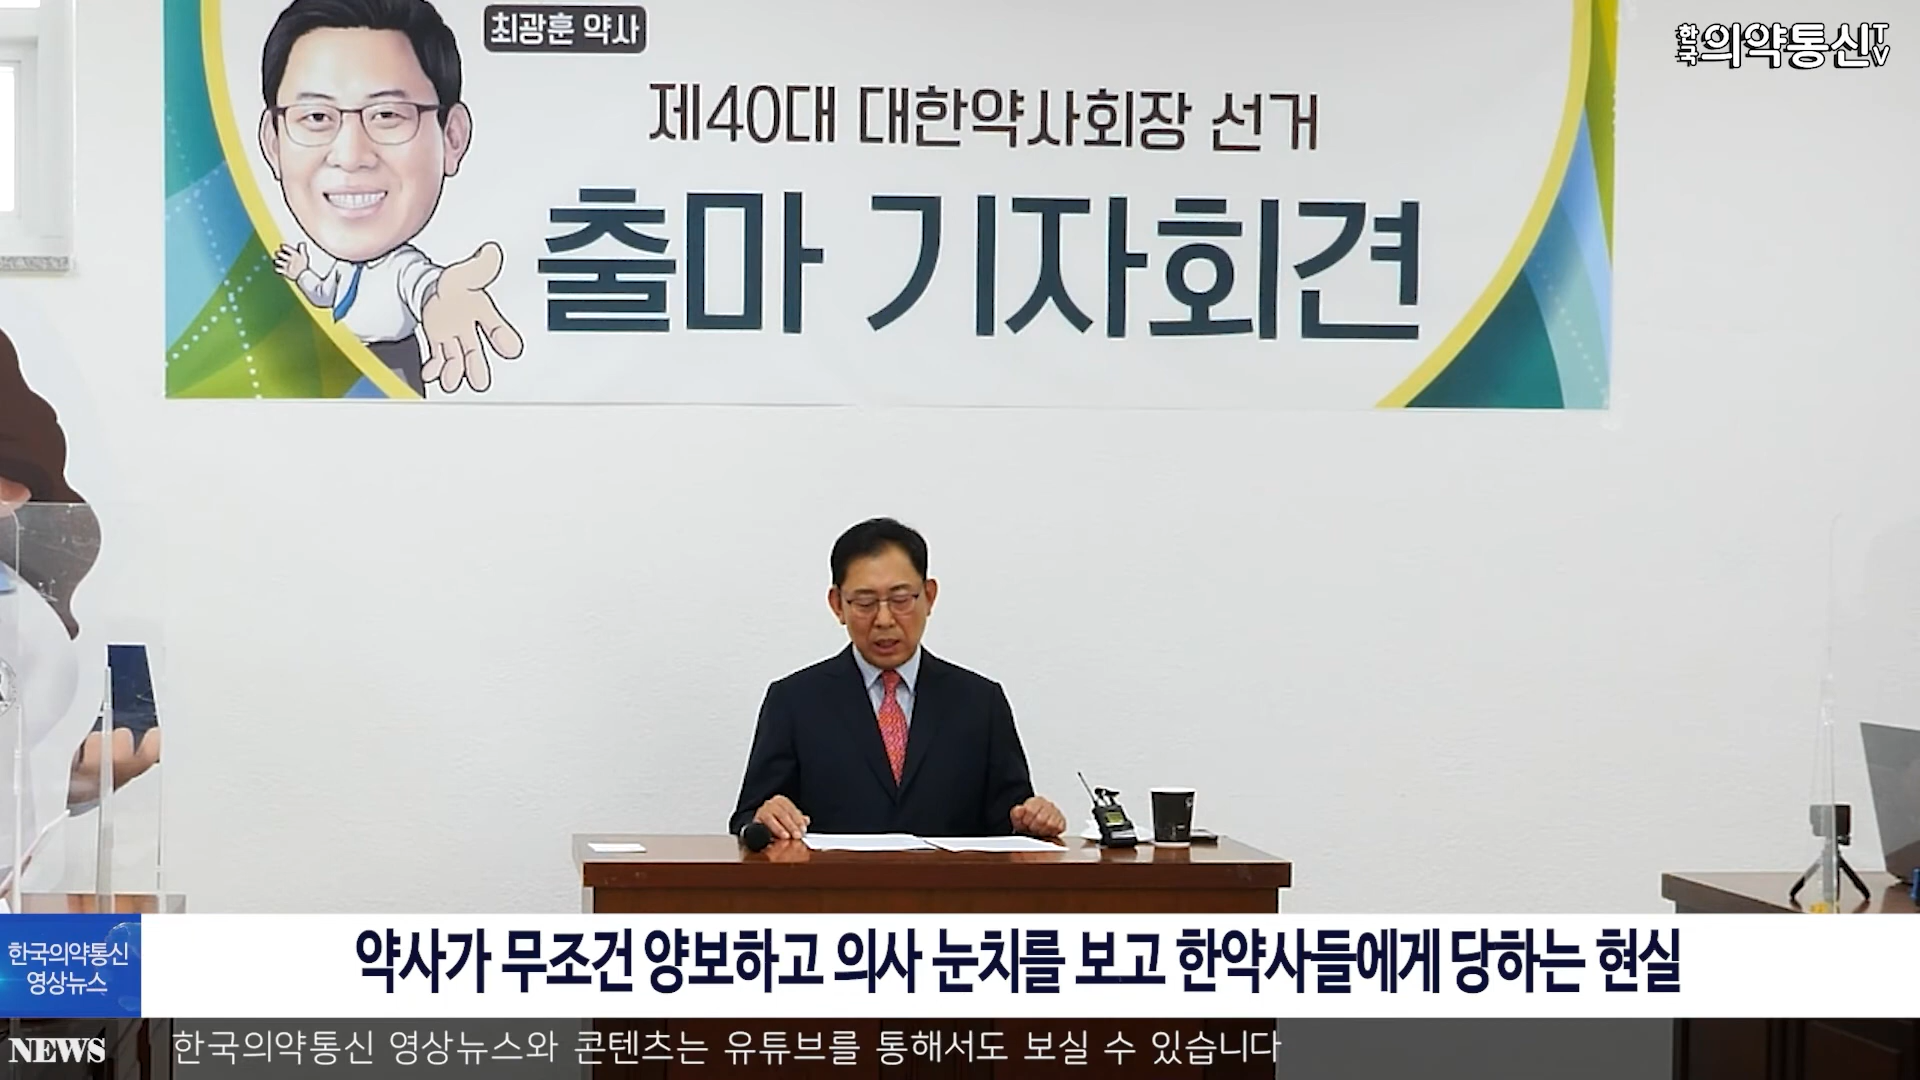 최광훈 약사
한국의약통신TV
제40대 대한약사회장 선거
출마 기자회견
한국의약통신
영상뉴스
약사가 무조건 양보하고 의사 눈치를 보고 한약사들에게 당하는 현실
NEWS
한국의약통신 영상뉴스와 콘텐츠는 유튜브를 통해서도 보실 수 있습니다